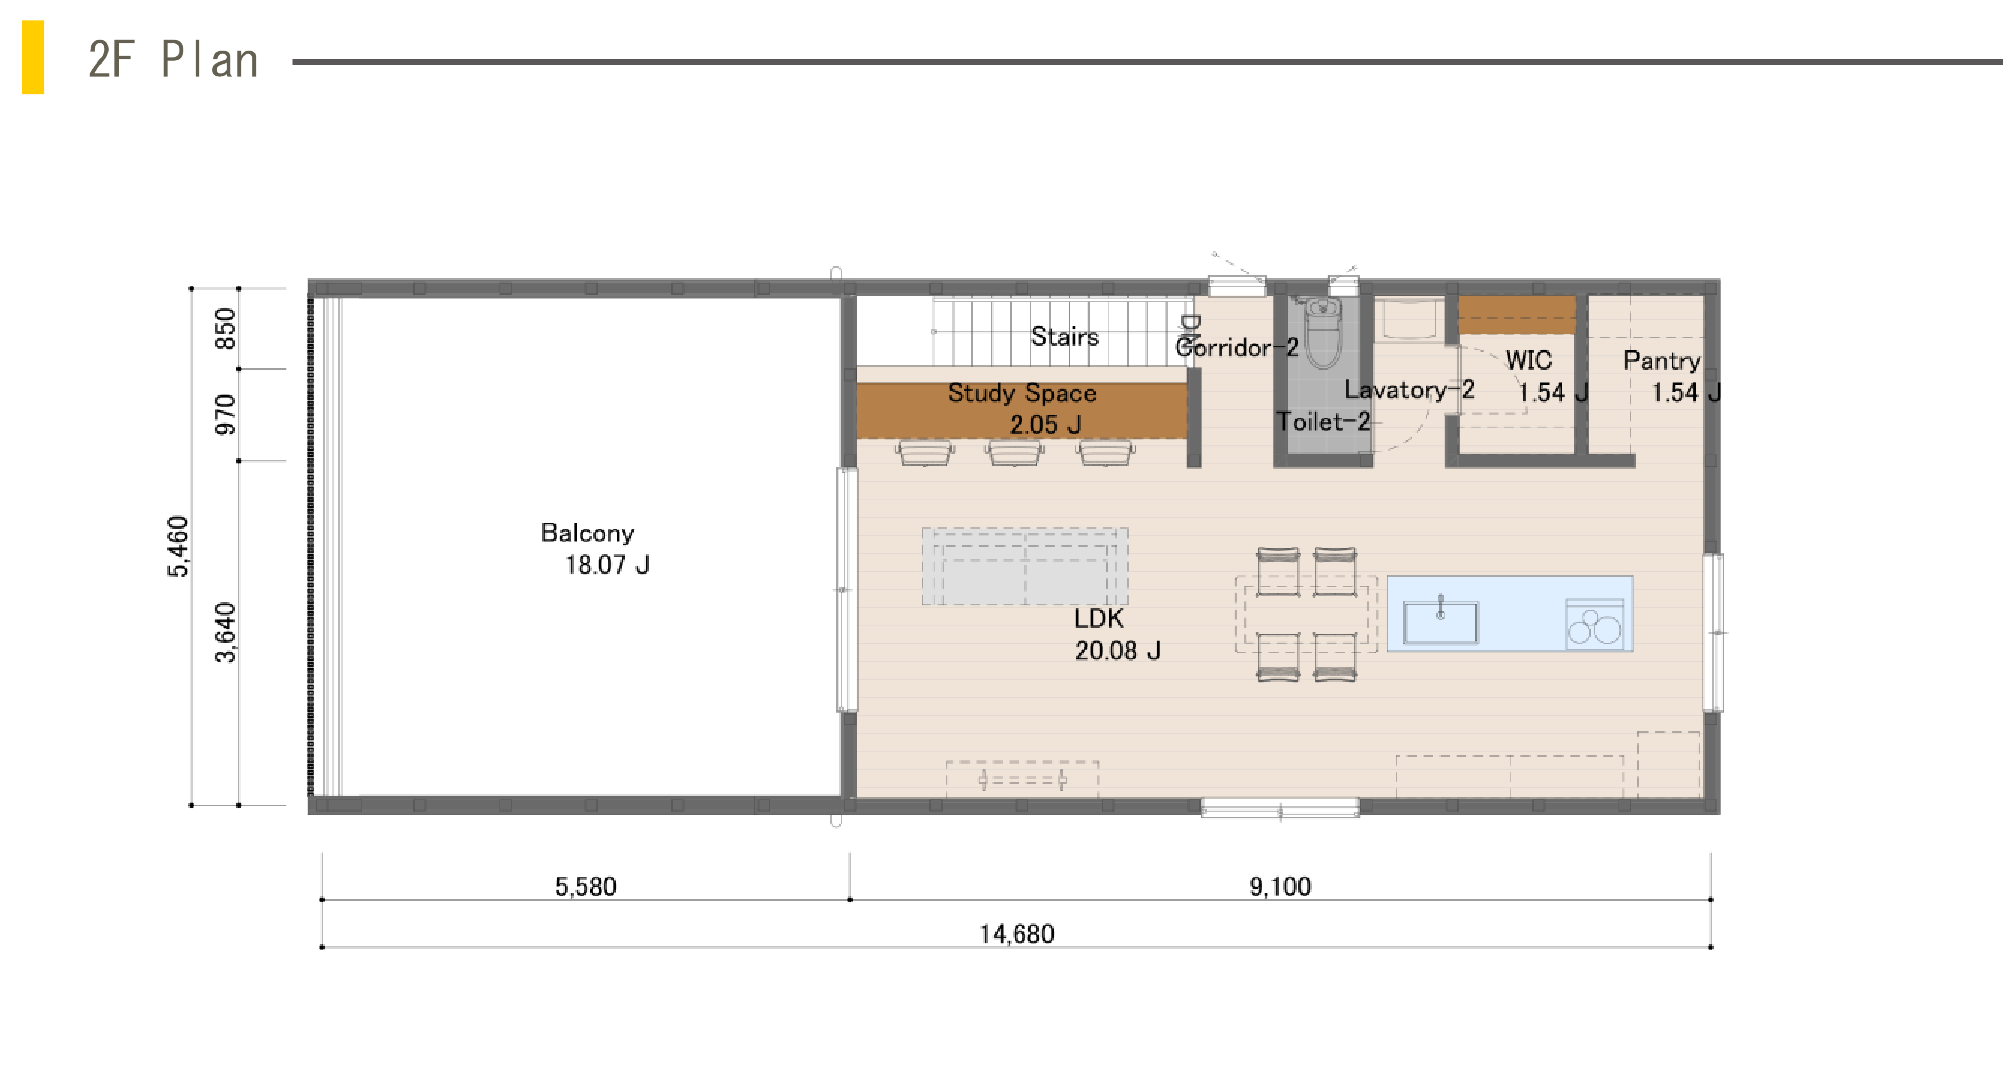 2F Plan
850
970
3,640
5,460
Stairs
DN
Corridor-2
Study Space
2.05 J
Toilet-2
Lavatory-2
WIC
1.54 J
Pantry
1.54 J
Balcony
18.07 J
LDK
20.08 J
5,580
9,100
14,680